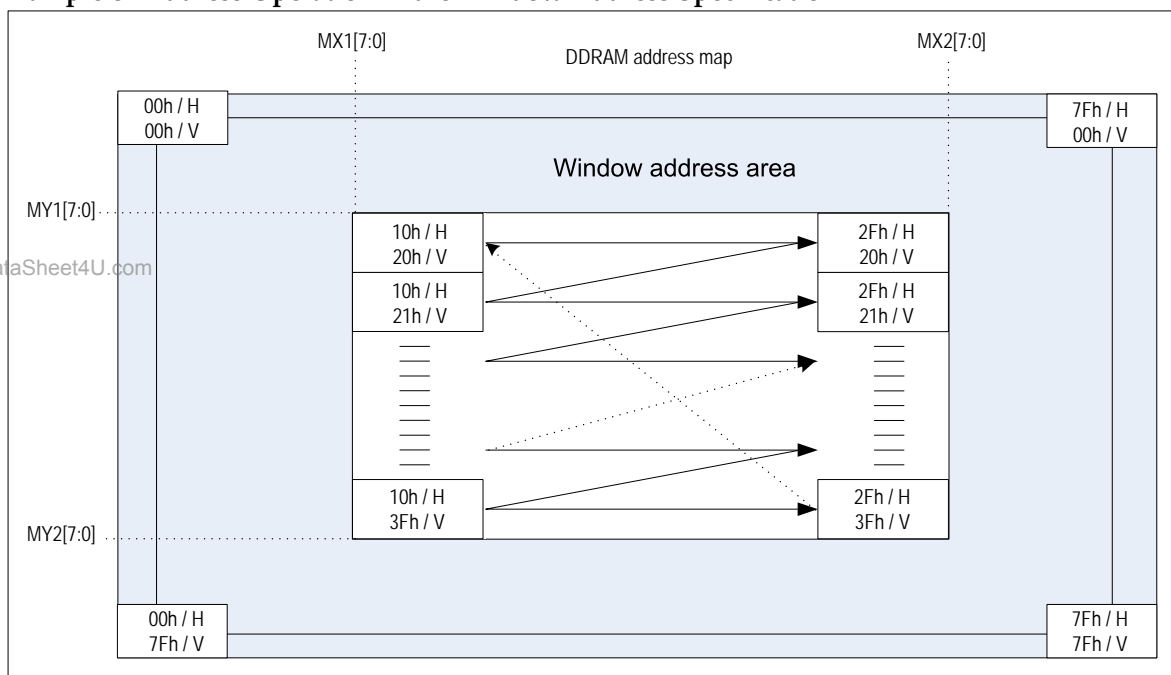 MX1[7:0]
MX2[7:0]
DDRAM address map
00h / H
00h / V
7Fh / H
00h / V
Window address area
MY1[7:0]
10h / H
20h / V
2Fh / H
20h / V
taSheet4U.com
10h / H
21h / V
2Fh / H
21h / V
10h / H
3Fh / V
2Fh / H
3Fh / V
MY2[7:0]
00h / H
7Fh / V
7Fh / H
7Fh / V